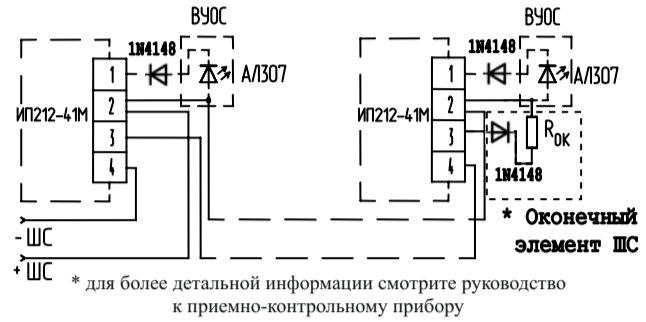 ВУОС
ВУОС
1N4148
1N4148
АЛ307
АЛ307
1
2
3
4
1
2
3
4
ИП212-41М
ИП212-41М
Rок
1N4148
- ШС
+ ШС
* Оконечный
элемент ШС
* для более детальной информации смотрите руководство
к приемно-контрольному прибору